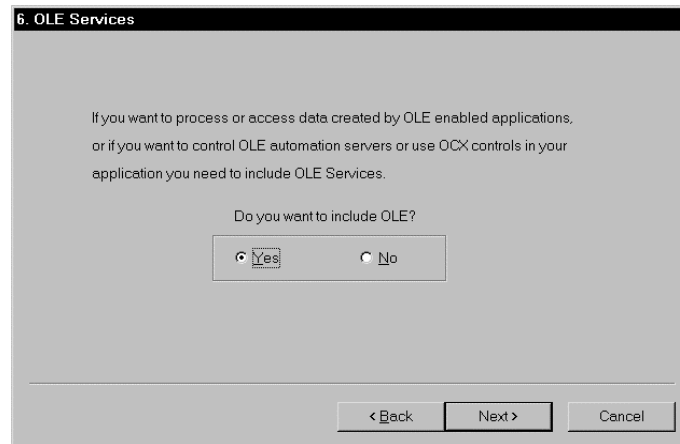 6. OLE Services
If you want to process or access data created by OLE enabled applications,
or if you want to control OLE automation servers or use OCX controls in your
application you need to include OLE Services.
Do you want to include OLE?
Yes No
< Back Next > Cancel